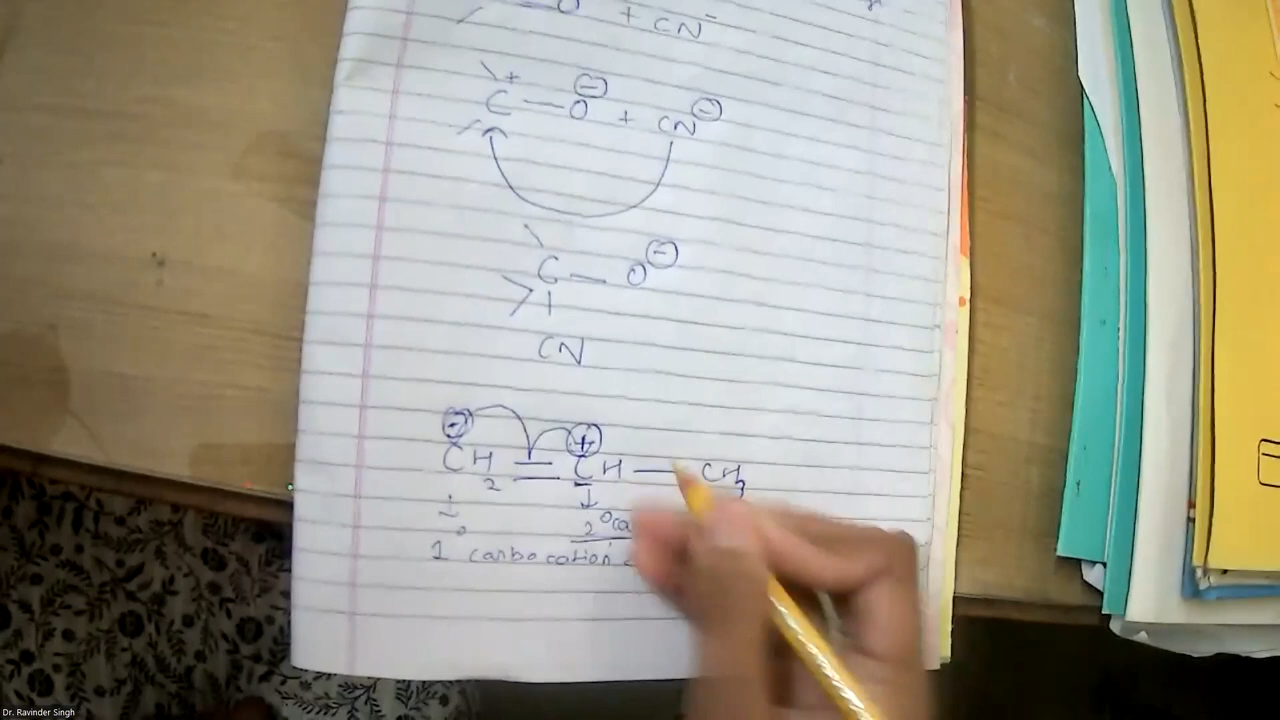 O + CN⁻
+
C — O ⊖ + CN ⊖
C — O ⊖
CN
⊖ ⊕
CH₂ = CH — CH₃
1° carbocation 2° ca
Dr. Ravinder Singh